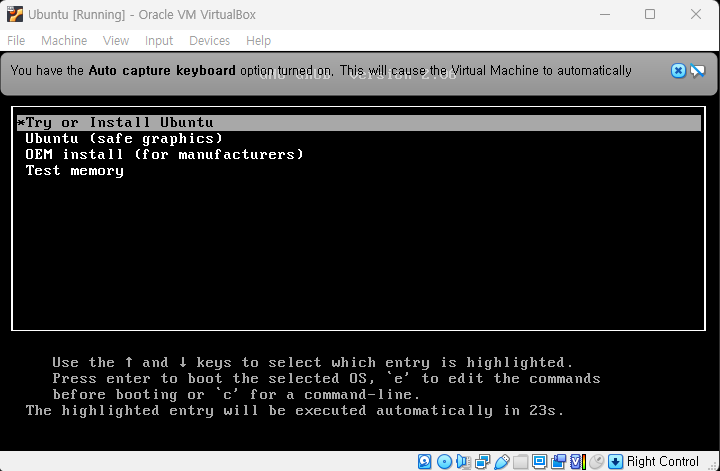 Ubuntu [Running] - Oracle VM VirtualBox
File Machine View Input Devices Help
You have the Auto capture keyboard option turned on. This will cause the Virtual Machine to automatically
*Try or Install Ubuntu
Ubuntu (safe graphics)
OEM install (for manufacturers)
Test memory
Use the ↑ and ↓ keys to select which entry is highlighted.
Press enter to boot the selected OS, `e' to edit the commands
before booting or `c' for a command-line.
The highlighted entry will be executed automatically in 23s.
Right Control